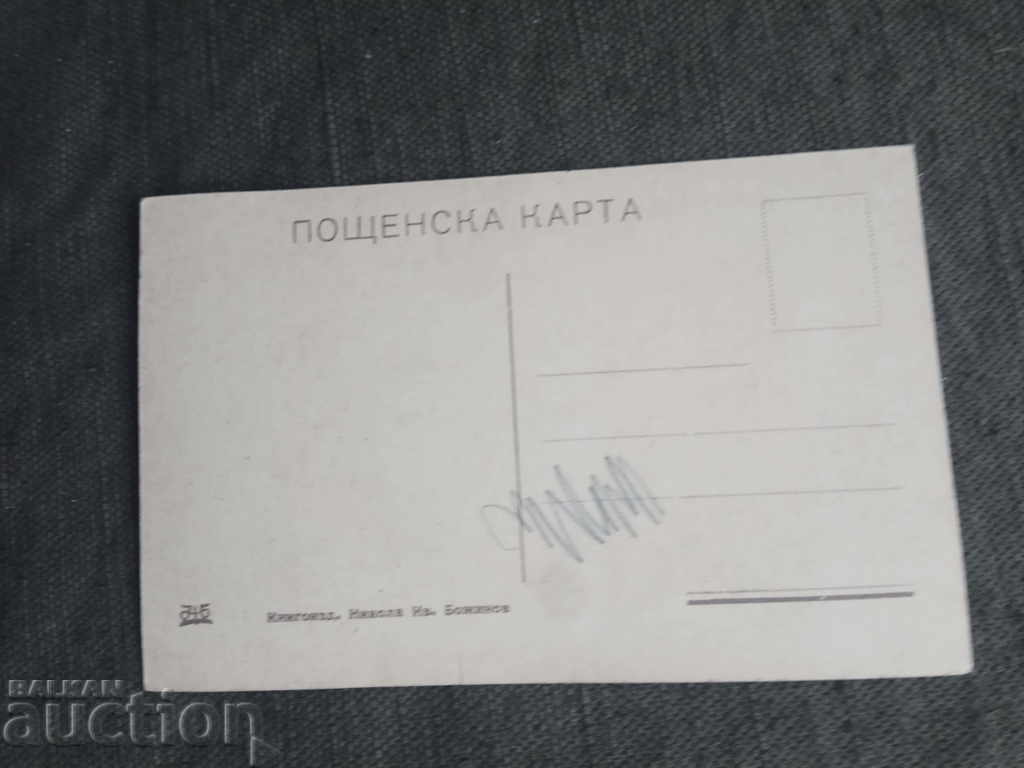 ПОЩЕНСКА КАРТА
Книгоизд. Никола Ив. Божинов
BALKAN
auction